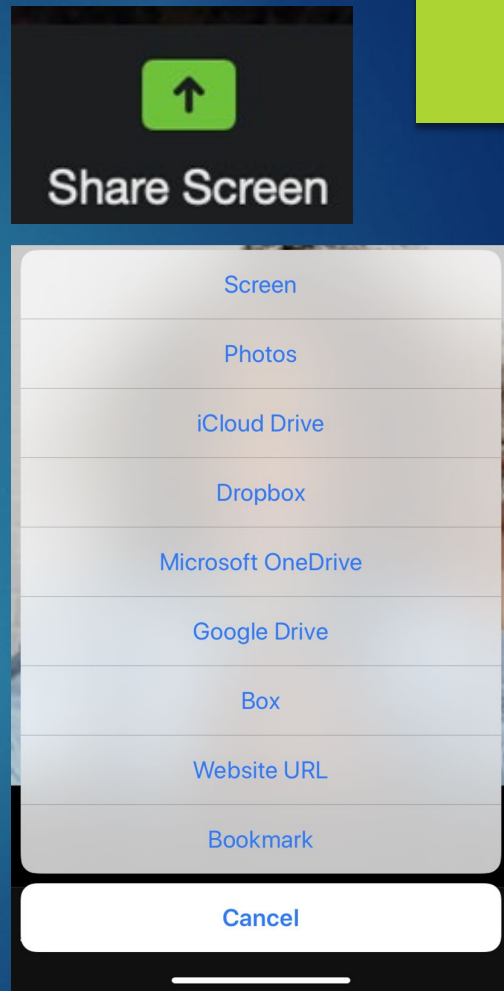 Share Screen
Screen
Photos
iCloud Drive
Dropbox
Microsoft OneDrive
Google Drive
Box
Website URL
Bookmark
Cancel